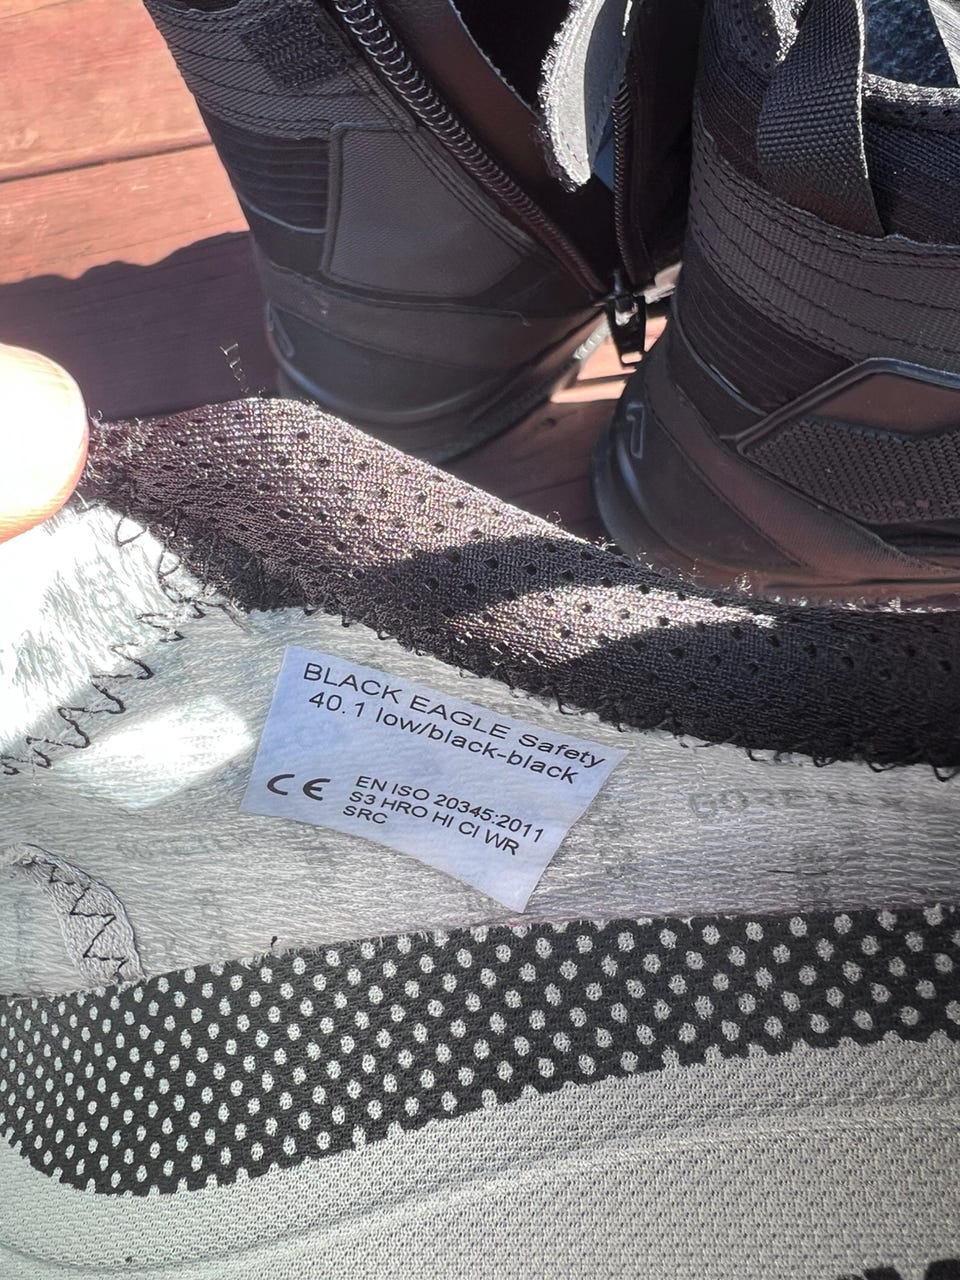 BLACK EAGLE Safety
40.1 low/black-black
CE
EN ISO 20345:2011
S3 HRO HI CI WR
SRC